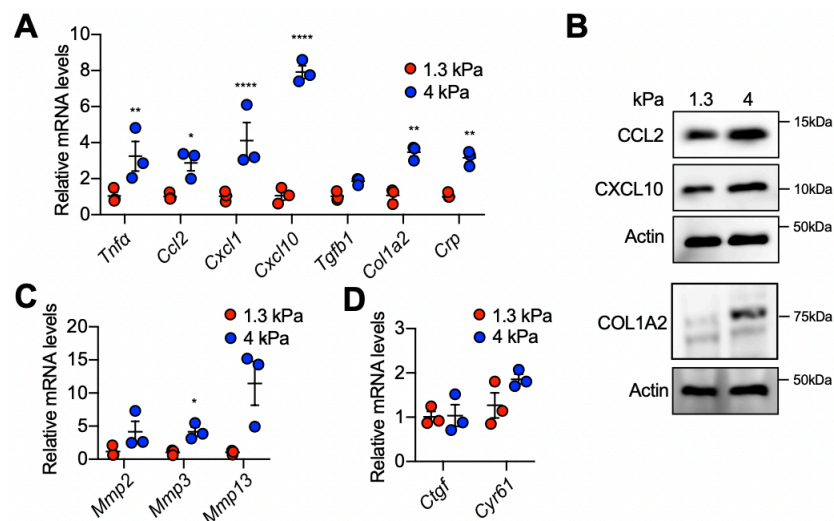 A
Relative mRNA levels
10
8
6
4
2
0
1.3 kPa
4 kPa
**
*
****
****
**
**
Tnfα
Ccl2
Cxcl1
Cxcl10
Tgfb1
Col1a2
Crp
B
kPa 1.3 4
CCL2
15kDa
CXCL10
10kDa
Actin
50kDa
COL1A2
75kDa
Actin
50kDa
C
Relative mRNA levels
20
15
10
5
0
1.3 kPa
4 kPa
*
Mmp2
Mmp3
Mmp13
D
Relative mRNA levels
3
2
1
0
1.3 kPa
4 kPa
Ctgf
Cyr61